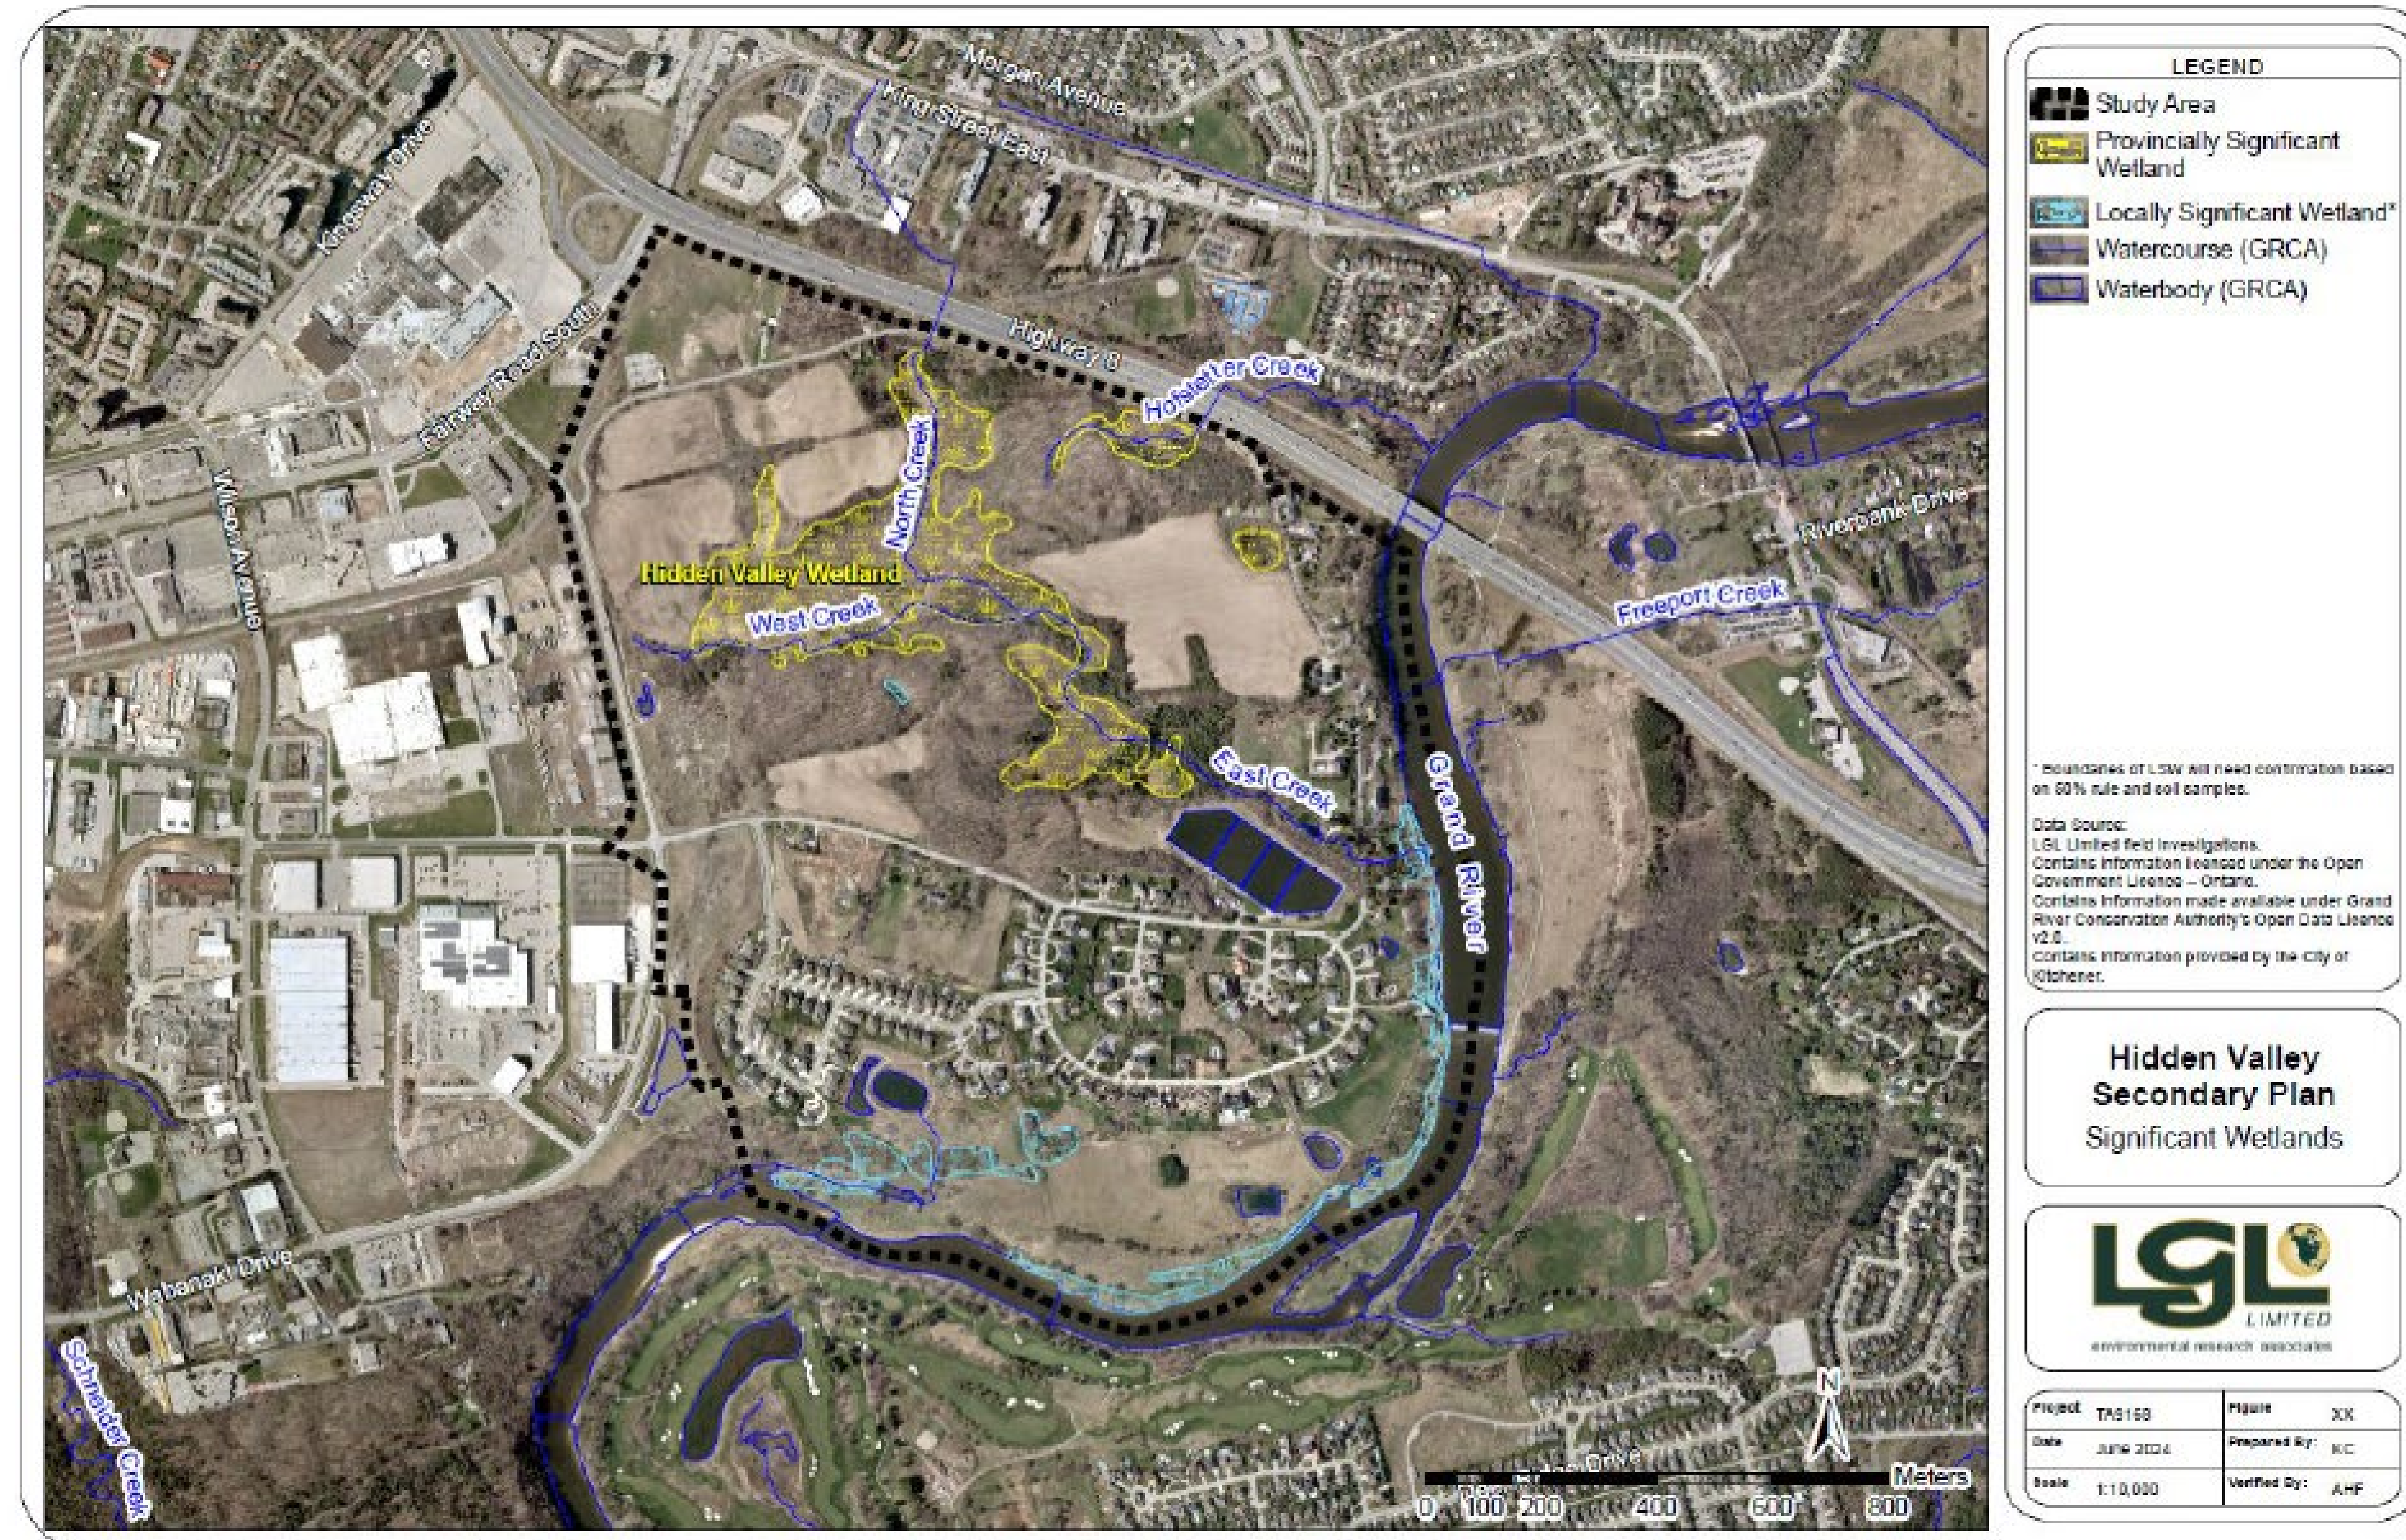 Morgan Avenue
King Street East
Kingsway Drive
Highway 8
Fairway Road South
Hofstetter Creek
North Creek
Wilson Avenue
Riverbank Drive
Hidden Valley Wetland
West Creek
Freeport Creek
East Creek
Grand River
Wabanaki Drive
Schneider Creek
Drive
N
Meters
0 100 200 400 600 800
LEGEND
Study Area
Provincially Significant
Wetland
Locally Significant Wetland*
Watercourse (GRCA)
Waterbody (GRCA)
* Boundaries of LSW will need confirmation based
on 50% rule and soil samples.
Data Source:
LGL Limited field investigations.
Contains information licensed under the Open
Government Licence – Ontario.
Contains information made available under Grand
River Conservation Authority's Open Data Licence
v2.0.
Contains information provided by the City of
Kitchener.
Hidden Valley
Secondary Plan
Significant Wetlands
LGL
LIMITED
environmental research associates
Project Figure XX
Date June 2024 Prepared By: KC
Scale 1:10,000 Verified By: AHF